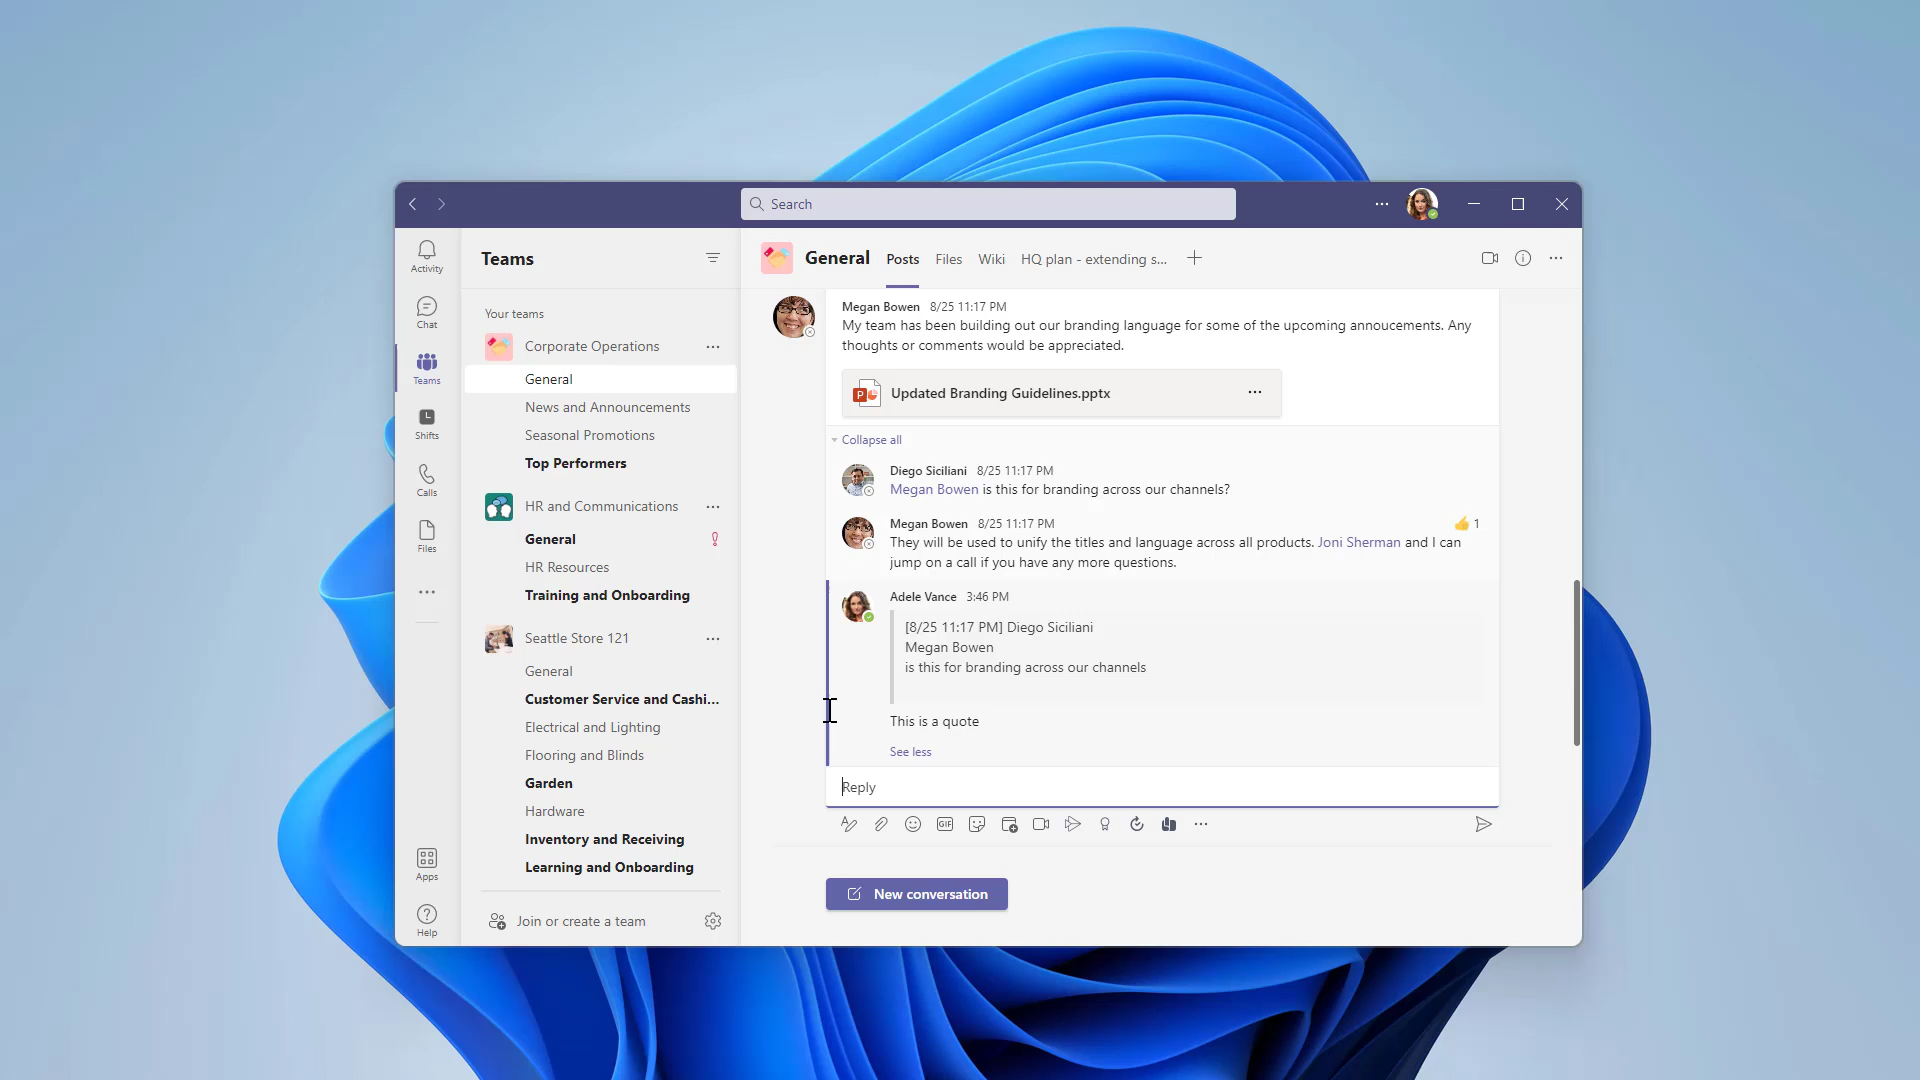 Search
Activity
Chat
Teams
Shifts
Calls
Files
Apps
Help
Teams
Your teams
Corporate Operations
General
News and Announcements
Seasonal Promotions
Top Performers
HR and Communications
General
HR Resources
Training and Onboarding
Seattle Store 121
General
Customer Service and Cashi...
Electrical and Lighting
Flooring and Blinds
Garden
Hardware
Inventory and Receiving
Learning and Onboarding
Join or create a team
General Posts Files Wiki HQ plan - extending s...
Megan Bowen 8/25 11:17 PM
My team has been building out our branding language for some of the upcoming annoucements. Any
thoughts or comments would be appreciated.
P Updated Branding Guidelines.pptx
Collapse all
Diego Siciliani 8/25 11:17 PM
Megan Bowen is this for branding across our channels?
Megan Bowen 8/25 11:17 PM 1
They will be used to unify the titles and language across all products. Joni Sherman and I can
jump on a call if you have any more questions.
Adele Vance 3:46 PM
[8/25 11:17 PM] Diego Siciliani
Megan Bowen
is this for branding across our channels
This is a quote
See less
Reply
GIF
New conversation